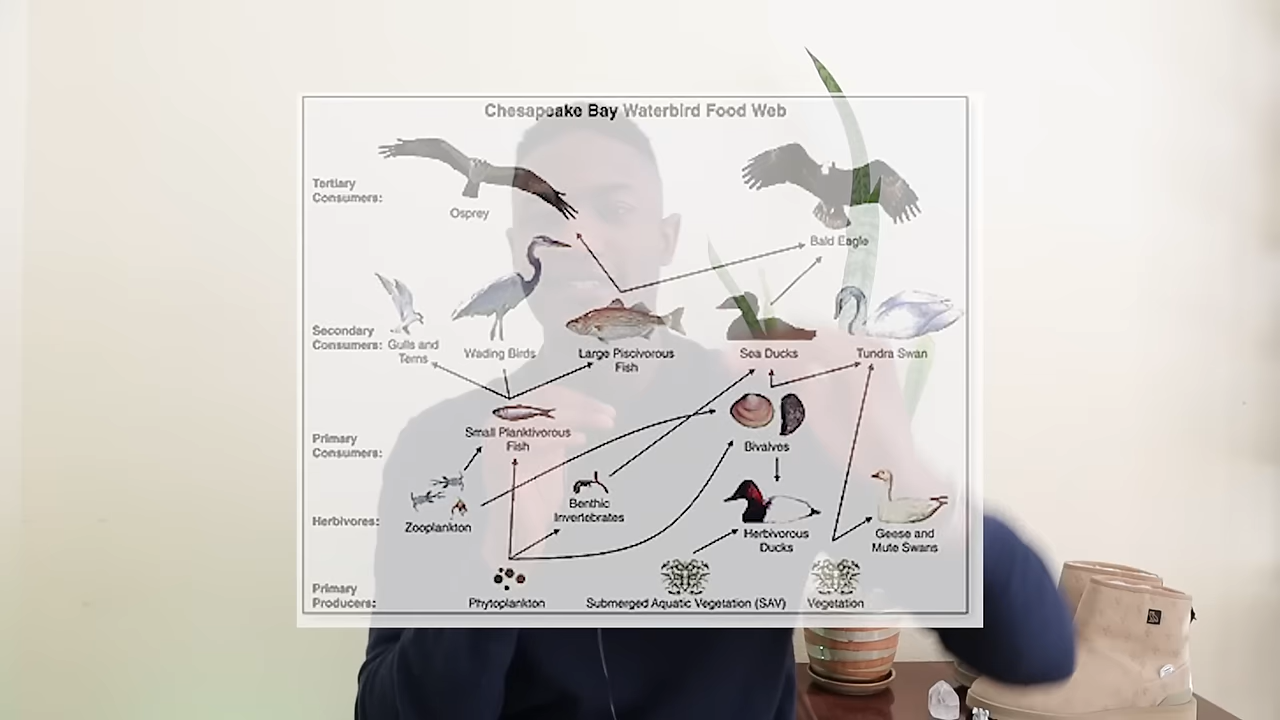 Chesapeake Bay Waterbird Food Web
Tertiary
Consumers:
Osprey
Bald Eagle
Secondary
Consumers:
Gulls and
Terns
Wading Birds
Large Piscivorous
Fish
Sea Ducks
Tundra Swan
Primary
Consumers:
Small Planktivorous
Fish
Bivalves
Herbivores:
Zooplankton
Benthic
Invertebrates
Herbivorous
Ducks
Geese and
Mute Swans
Primary
Producers:
Phytoplankton
Submerged Aquatic Vegetation (SAV)
Vegetation